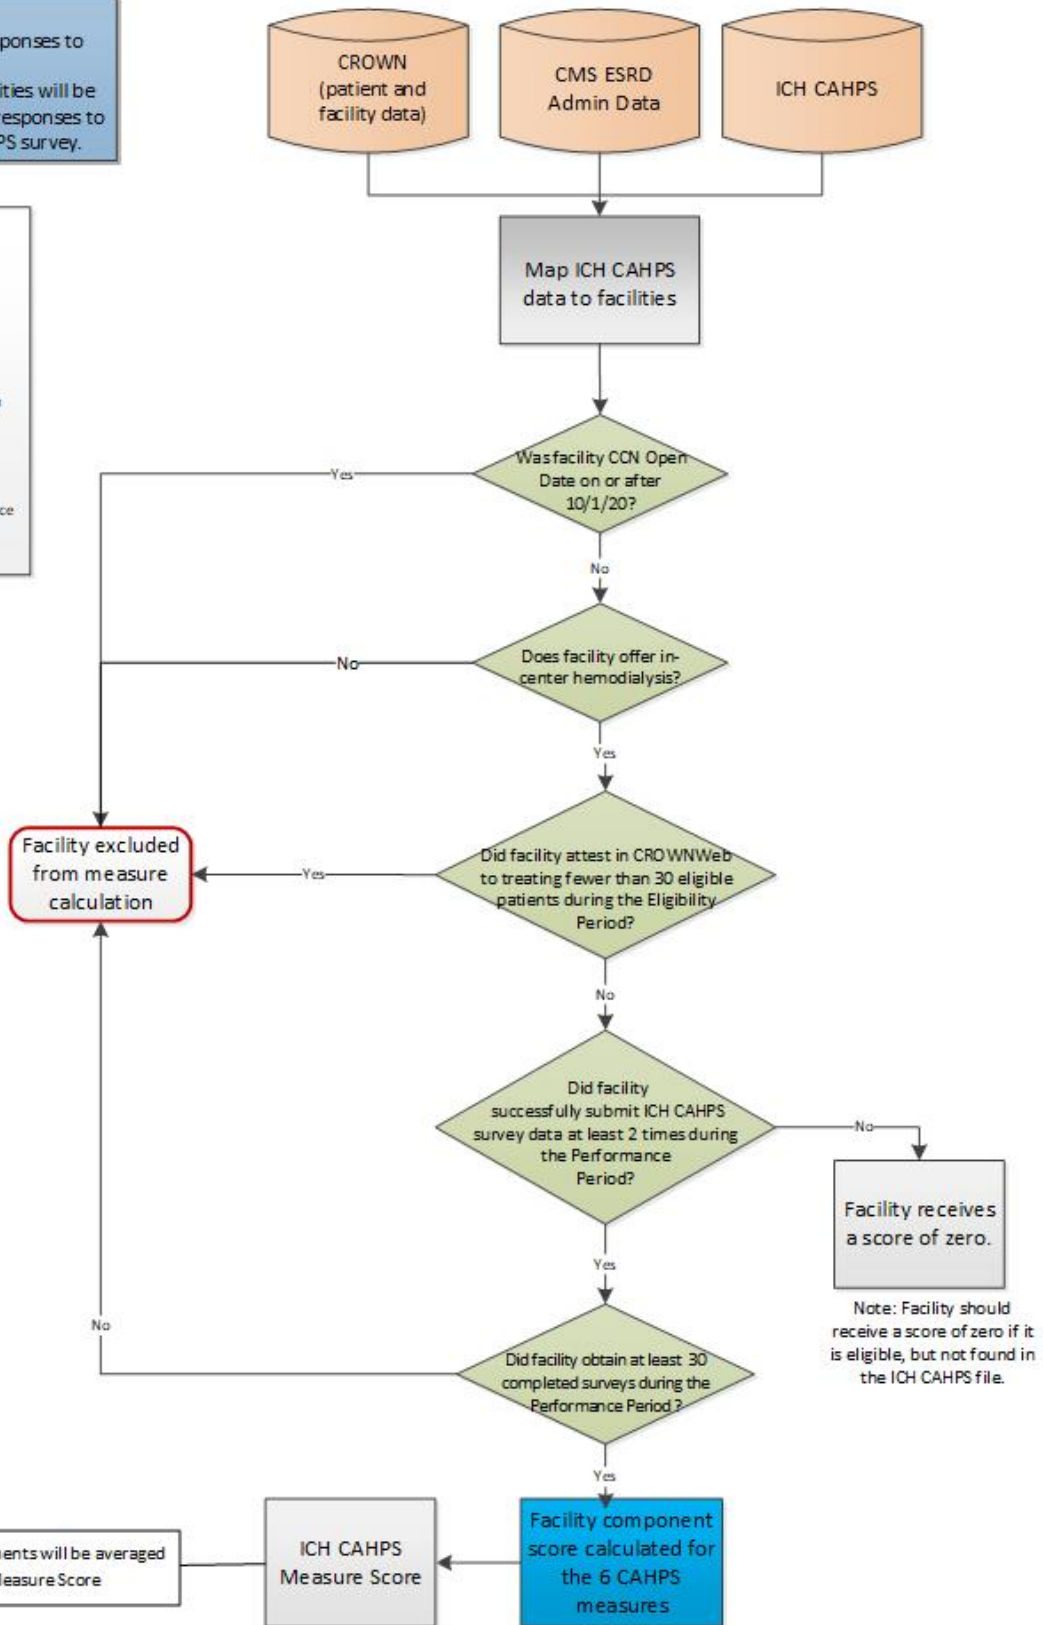 ponses to
ties will be
responses to
PS survey.
CROWN
(patient and
facility data)
CMS ESRD
Admin Data
ICH CAHPS
Map ICH CAHPS
data to facilities
ce
Was facility CCN Open
Date on or after
10/1/20?
Yes
No
Does facility offer in-
center hemodialysis?
No
Yes
Facility excluded
from measure
calculation
Yes
Did facility attest in CROWNWeb
to treating fewer than 30 eligible
patients during the Eligibility
Period?
No
Did facility
successfully submit ICH CAHPS
survey data at least 2 times during
the Performance
Period?
No
Facility receives
a score of zero.
Note: Facility should
receive a score of zero if it
is eligible, but not found in
the ICH CAHPS file.
Yes
No
Did facility obtain at least 30
completed surveys during the
Performance Period?
Yes
Facility component
score calculated for
the 6 CAHPS
measures
ICH CAHPS
Measure Score
ents will be averaged
Measure Score